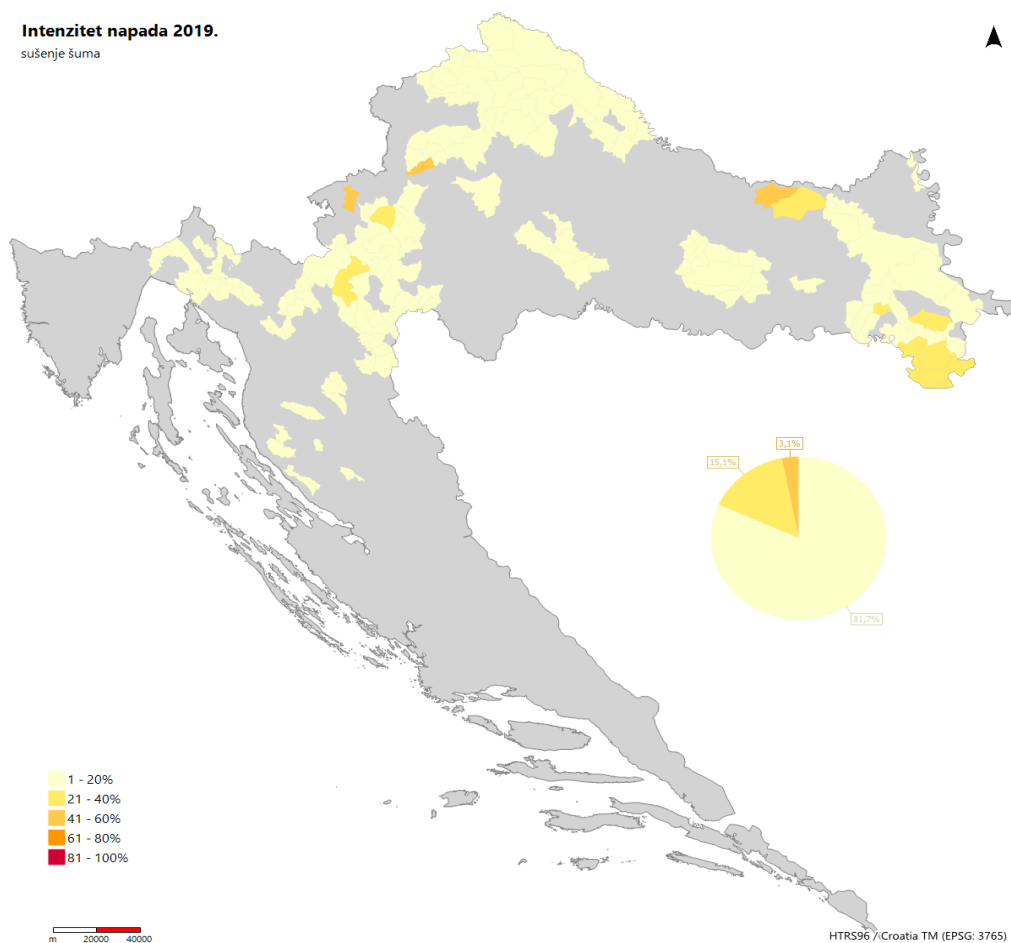 Intenzitet napada 2019.
sušenje šuma
3,1%
15,1%
81,7%
1 - 20%
21 - 40%
41 - 60%
61 - 80%
81 - 100%
m 20000 40000
HTRS96 / Croatia TM (EPSG: 3765)